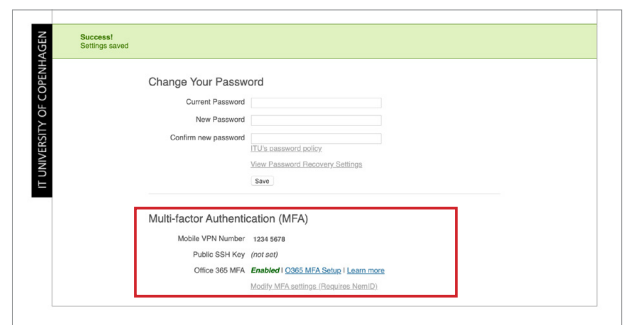 IT UNIVERSITY OF COPENHAGEN
Success!
Settings saved
Change Your Password
Current Password
New Password
Confirm new password
ITU's password policy
View Password Recovery Settings
Save
Multi-factor Authentication (MFA)
Mobile VPN Number 1234 5678
Public SSH Key (not set)
Office 365 MFA Enabled | O365 MFA Setup | Learn more
Modify MFA settings (Requires NemID)